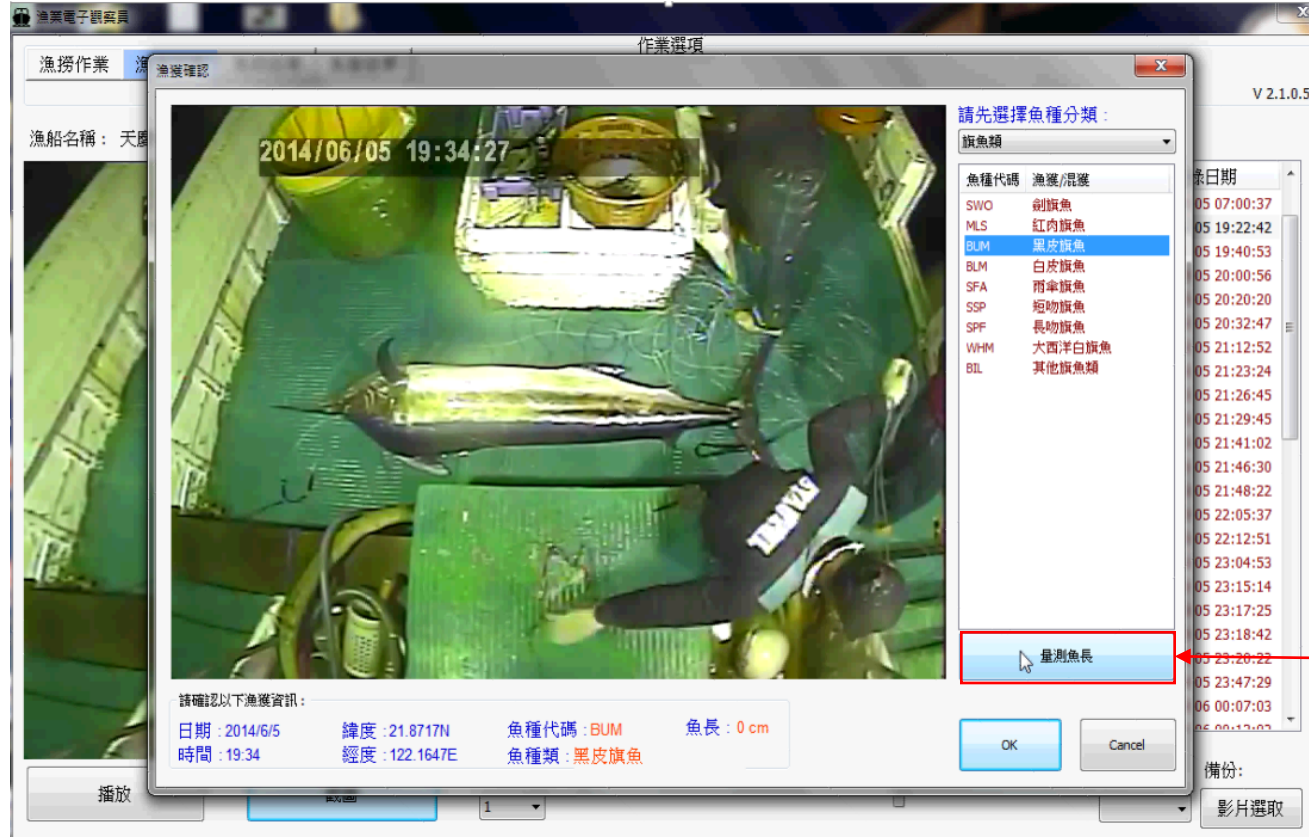 漁業電子觀察員
作業選項
漁撈作業
漁獲確認
V 2.1.0.5
漁船名稱： 天慶
2014/06/05 19:34:27
請先選擇魚種分類 :
旗魚類
魚種代碼 漁獲/混獲
SWO 劍旗魚
MLS 紅肉旗魚
BUM 黑皮旗魚
BLM 白皮旗魚
SFA 雨傘旗魚
SSP 短吻旗魚
SPF 長吻旗魚
WHM 大西洋白旗魚
BIL 其他旗魚類
日期
05 07:00:37
05 19:22:42
05 19:40:53
05 20:00:56
05 20:20:20
05 20:32:47
05 21:12:52
05 21:23:24
05 21:26:45
05 21:29:45
05 21:41:02
05 21:46:30
05 21:48:22
05 22:05:37
05 22:12:51
05 23:04:53
05 23:15:14
05 23:17:25
05 23:18:42
05 23:20:22
05 23:47:29
06 00:07:03
量測魚長
請確認以下漁獲資訊 :
日期 : 2014/6/5 緯度 : 21.8717N 魚種代碼 : BUM 魚長 : 0 cm
時間 : 19:34 經度 : 122.1647E 魚種類 : 黑皮旗魚
OK Cancel
備份:
播放 截圖 1 影片選取